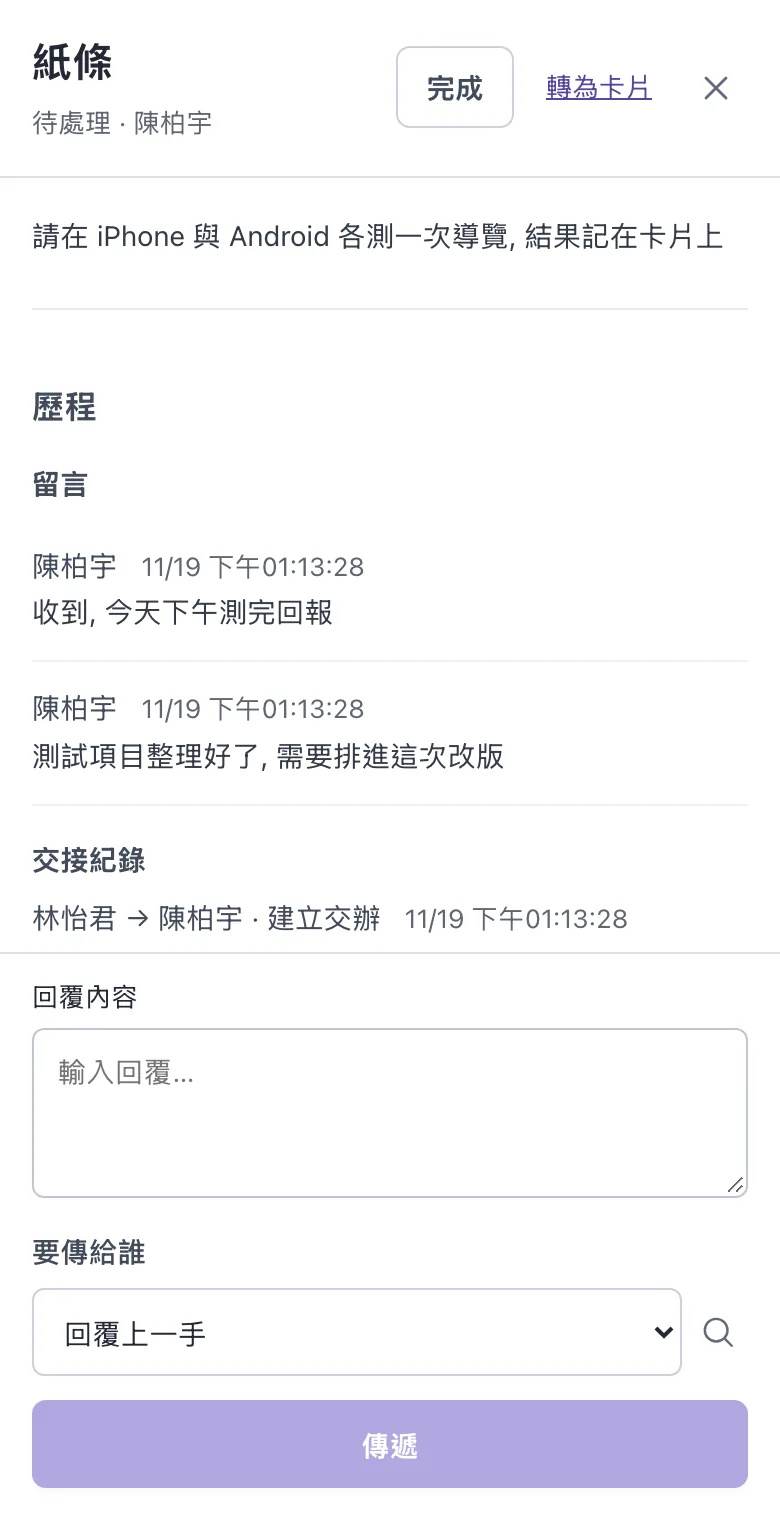 紙條
待處理 · 陳柏宇
完成
轉為卡片
請在 iPhone 與 Android 各測一次導覽, 結果記在卡片上
歷程
留言
陳柏宇 11/19 下午01:13:28
收到, 今天下午測完回報
陳柏宇 11/19 下午01:13:28
測試項目整理好了, 需要排進這次改版
交接紀錄
林怡君 → 陳柏宇 · 建立交辦 11/19 下午01:13:28
回覆內容
輸入回覆...
要傳給誰
回覆上一手
傳遞